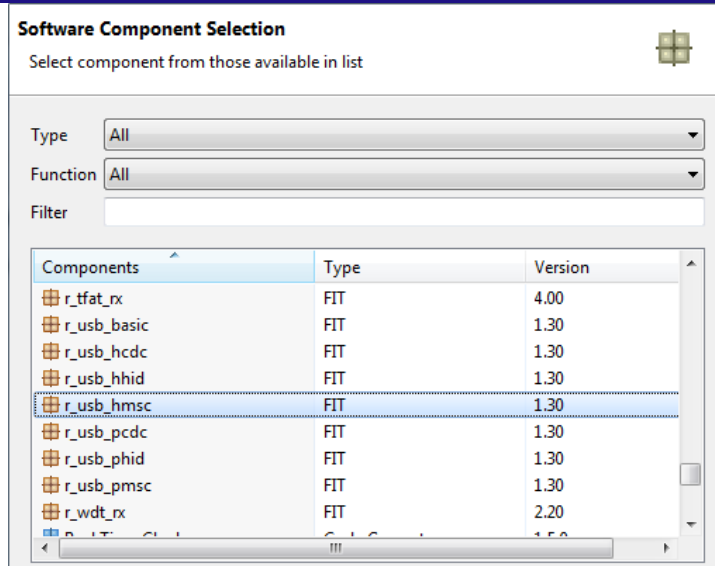 Software Component Selection
Select component from those available in list
Type All
Function All
Filter
Components Type Version
r_tfat_rx FIT 4.00
r_usb_basic FIT 1.30
r_usb_hcdc FIT 1.30
r_usb_hhid FIT 1.30
r_usb_hmsc FIT 1.30
r_usb_pcdc FIT 1.30
r_usb_phid FIT 1.30
r_usb_pmsc FIT 1.30
r_wdt_rx FIT 2.20